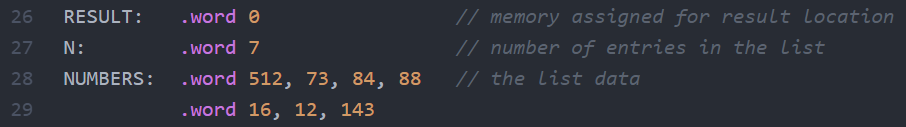 26 RESULT: .word 0 // memory assigned for result location
27 N: .word 7 // number of entries in the list
28 NUMBERS: .word 512, 73, 84, 88 // the list data
29 .word 16, 12, 143